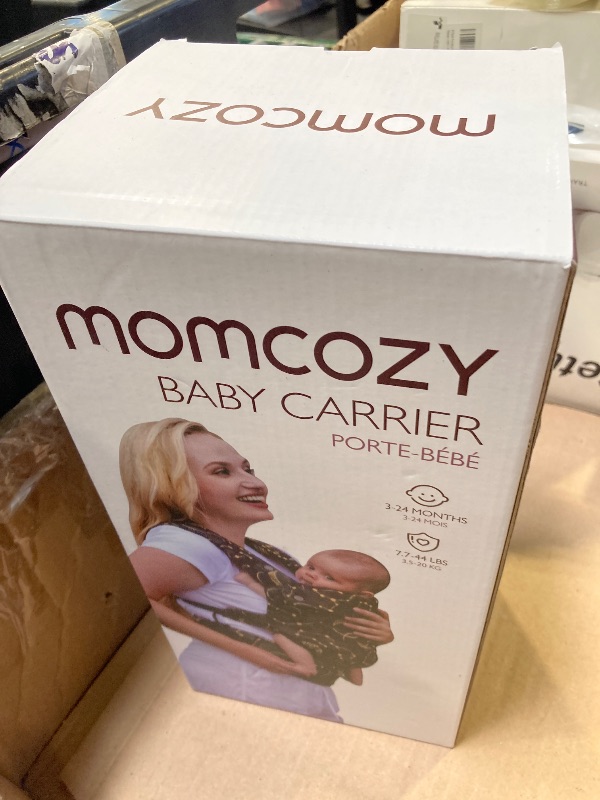 momcozy
momcozy
BABY CARRIER
PORTE-BÉBÉ
3-24 MONTHS
3-24 MOIS
7.7-44 LBS
3.5-20 KG